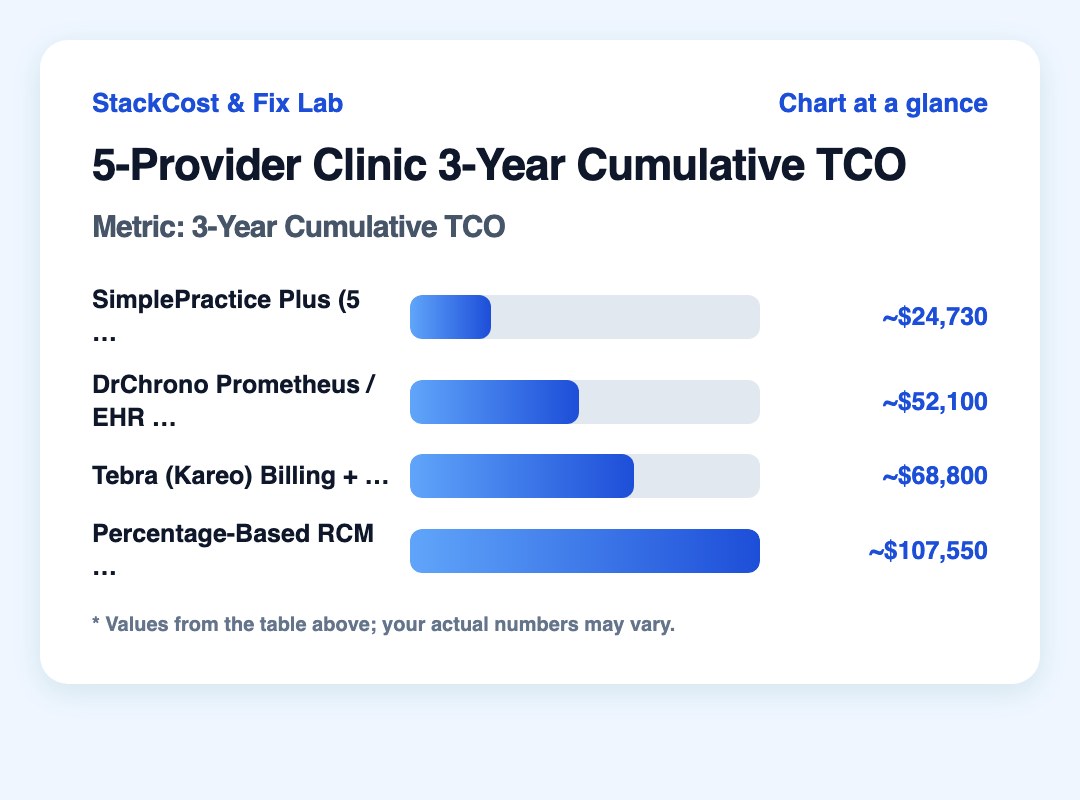 StackCost & Fix Lab
Chart at a glance
5-Provider Clinic 3-Year Cumulative TCO
Metric: 3-Year Cumulative TCO
SimplePractice Plus (5
...
~$24,730
DrChrono Prometheus /
EHR ...
~$52,100
Tebra (Kareo) Billing + ...
~$68,800
Percentage-Based RCM
...
~$107,550
* Values from the table above; your actual numbers may vary.